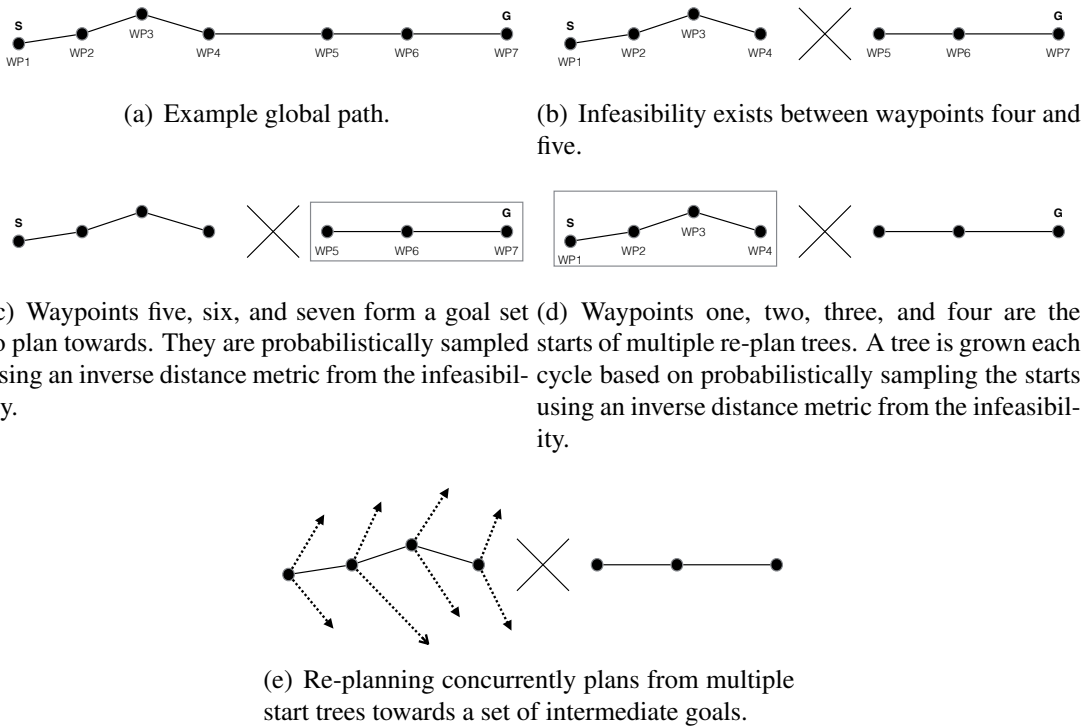 S
G
WP1
WP2
WP3
WP4
WP5
WP6
WP7
(a) Example global path.
S
G
WP1
WP2
WP3
WP4
WP5
WP6
WP7
(b) Infeasibility exists between waypoints four and
five.
S
G
WP5
WP6
WP7
c) Waypoints five, six, and seven form a goal set
o plan towards. They are probabilistically sampled
sing an inverse distance metric from the infeasibil-
y.
S
G
WP1
WP2
WP3
WP4
(d) Waypoints one, two, three, and four are the
starts of multiple re-plan trees. A tree is grown each
cycle based on probabilistically sampling the starts
using an inverse distance metric from the infeasibil-
ity.
(e) Re-planning concurrently plans from multiple
start trees towards a set of intermediate goals.